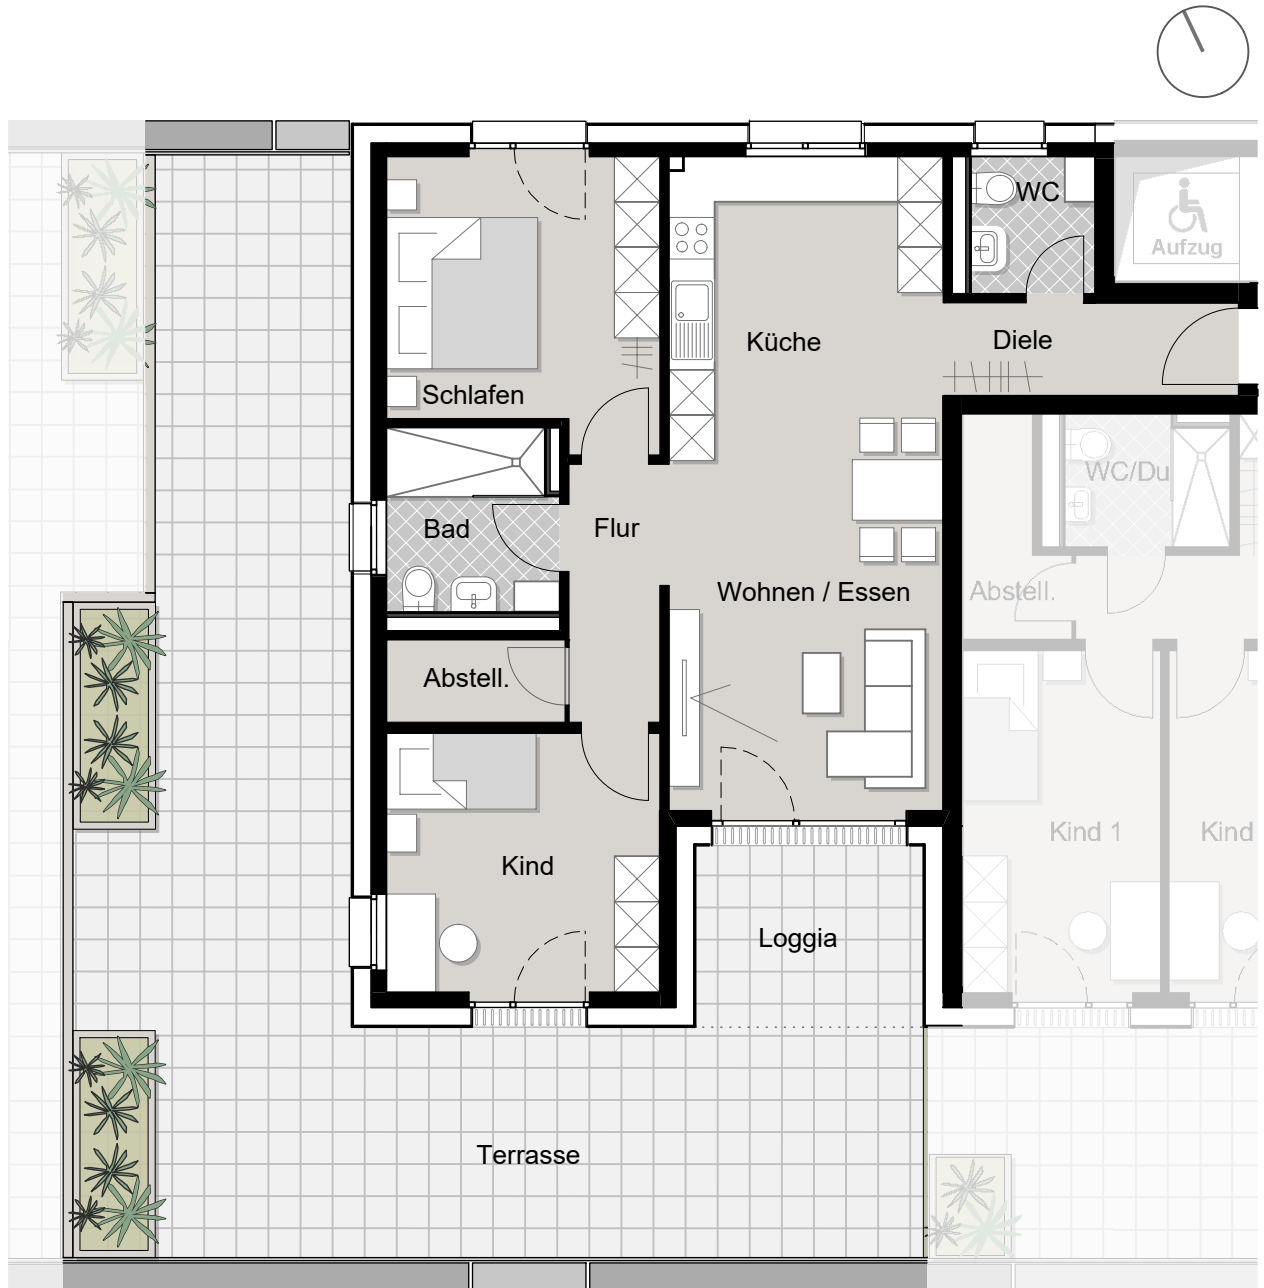 WC
Aufzug
Küche
Diele
Schlafen
WC/Du
Bad
Flur
Wohnen / Essen
Abstell.
Abstell.
Kind 1
Kind
Kind
Loggia
Terrasse